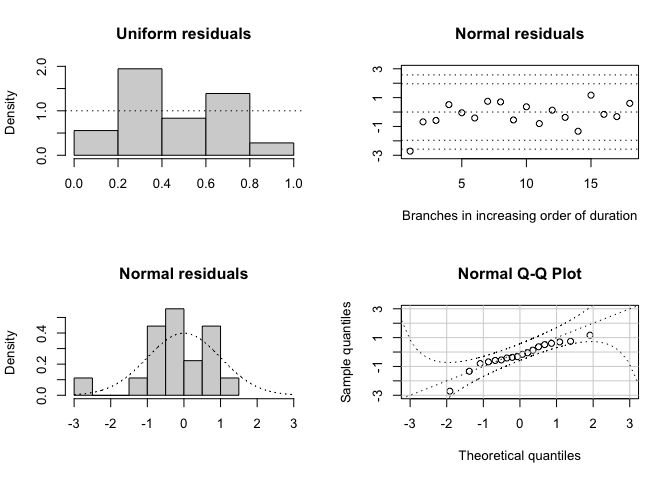 Uniform residuals
Density
0.0 1.0 2.0
0.0 0.2 0.4 0.6 0.8 1.0
Normal residuals
-3 -1 1 3
5 10 15
Branches in increasing order of duration
Normal residuals
Density
0.0 0.2 0.4
-3 -2 -1 0 1 2 3
Normal Q-Q Plot
Sample quantiles
-3 -1 1 3
-3 -2 -1 0 1 2 3
Theoretical quantiles